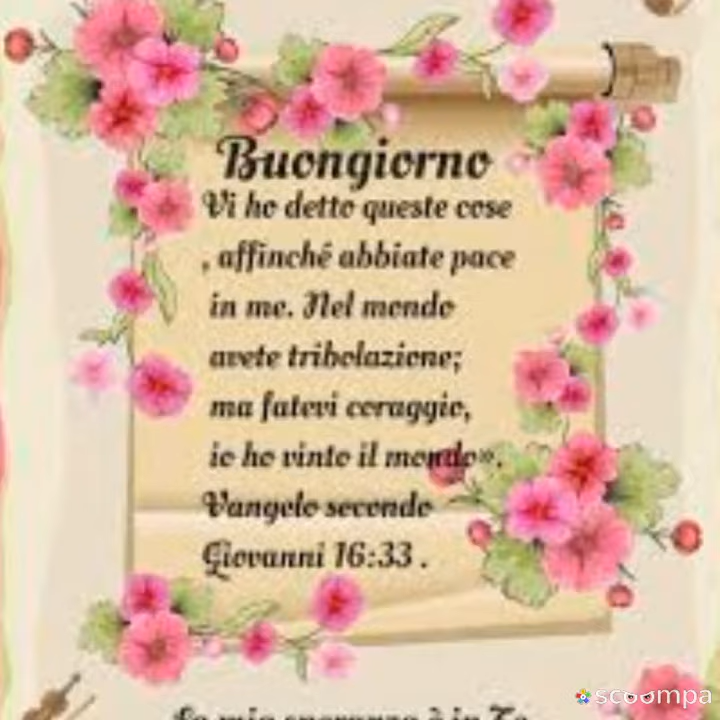 Buongiorno
Vi ho detto queste cose
, affinché abbiate pace
in me. Nel mondo
avete tribolazione;
ma fatevi coraggio,
io ho vinto il mondo».
Vangelo secondo
Giovanni 16:33 .
scoompa